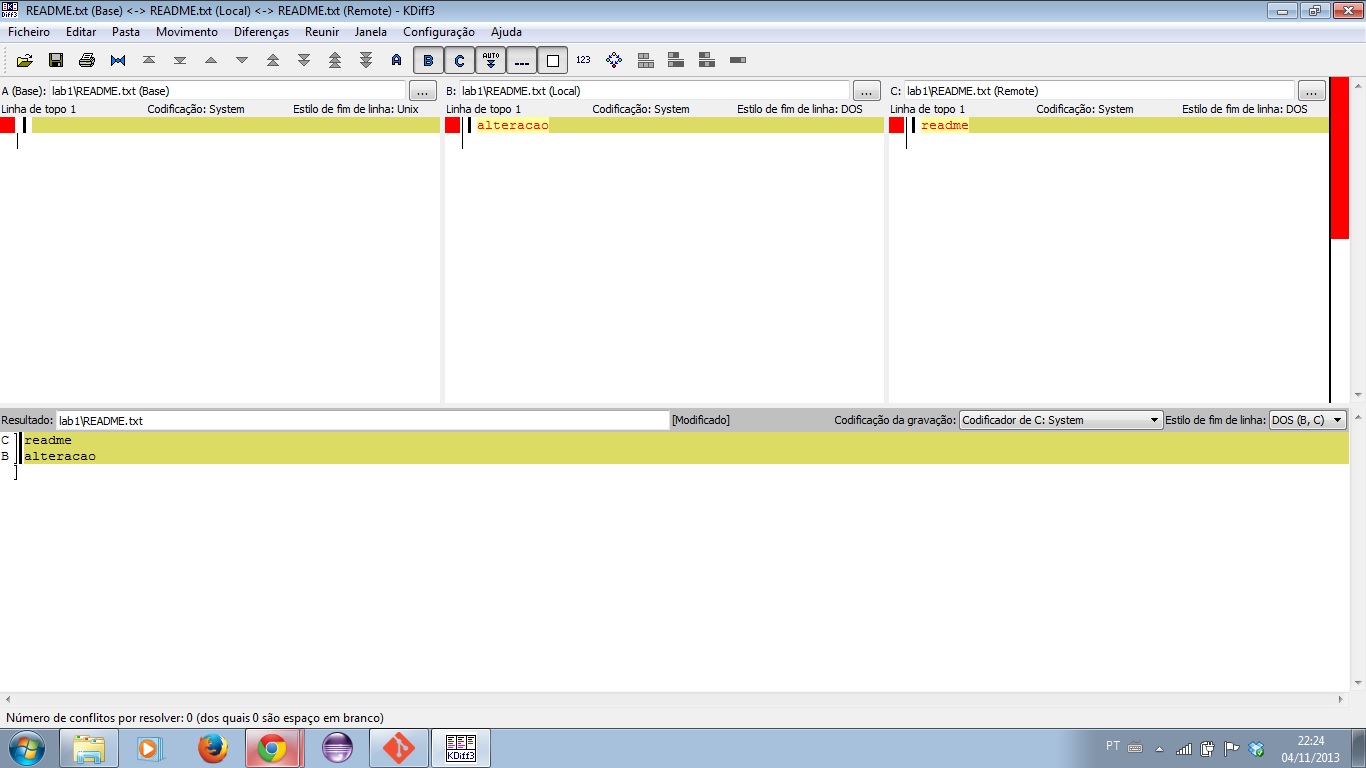 README.txt (Base) <-> README.txt (Local) <-> README.txt (Remote) - KDiff3
Ficheiro Editar Pasta Movimento Diferenças Reunir Janela Configuração Ajuda
A B C AUTO --- 123
A (Base): lab1\README.txt (Base) ...
Linha de topo 1 Codificação: System Estilo de fim de linha: Unix
B: lab1\README.txt (Local) ...
Linha de topo 1 Codificação: System Estilo de fim de linha: DOS
alteracao
C: lab1\README.txt (Remote) ...
Linha de topo 1 Codificação: System Estilo de fim de linha: DOS
readme
Resultado: lab1\README.txt [Modificado] Codificação da gravação: Codificador de C: System Estilo de fim de linha: DOS (B, C)
C readme
B alteracao
Número de conflitos por resolver: 0 (dos quais 0 são espaço em branco)
KDiff3
PT
22:24
04/11/2013